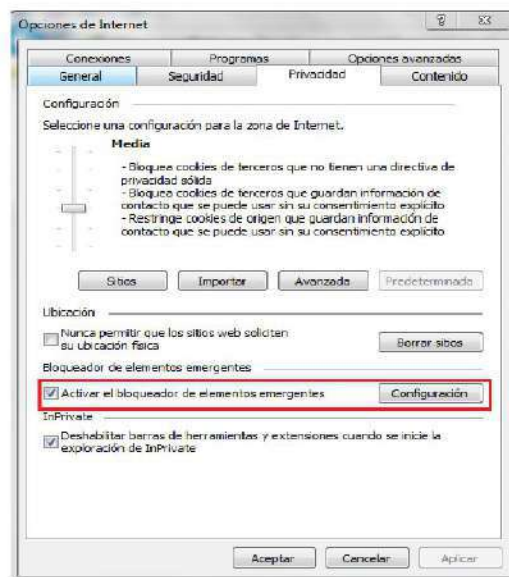 Opciones de Internet
Conexiones Programas Opciones avanzadas
General Seguridad Privacidad Contenido
Configuración
Seleccione una configuración para la zona de Internet.
Media
- Bloquea cookies de terceros que no tienen una directiva de
privacidad sólida
- Bloquea cookies de terceros que guardan información de
contacto que se puede usar sin su consentimiento explícito
- Restringe cookies de origen que guardan información de
contacto que se puede usar sin su consentimiento explícito
Sitios Importar Avanzada Predeterminada
Ubicación
Nunca permitir que los sitios web soliciten
su ubicación física
Borrar sitios
Bloqueador de elementos emergentes
Activar el bloqueador de elementos emergentes Configuración
InPrivate
Deshabilitar barras de herramientas y extensiones cuando se inicie la
exploración de InPrivate
Aceptar Cancelar Aplicar